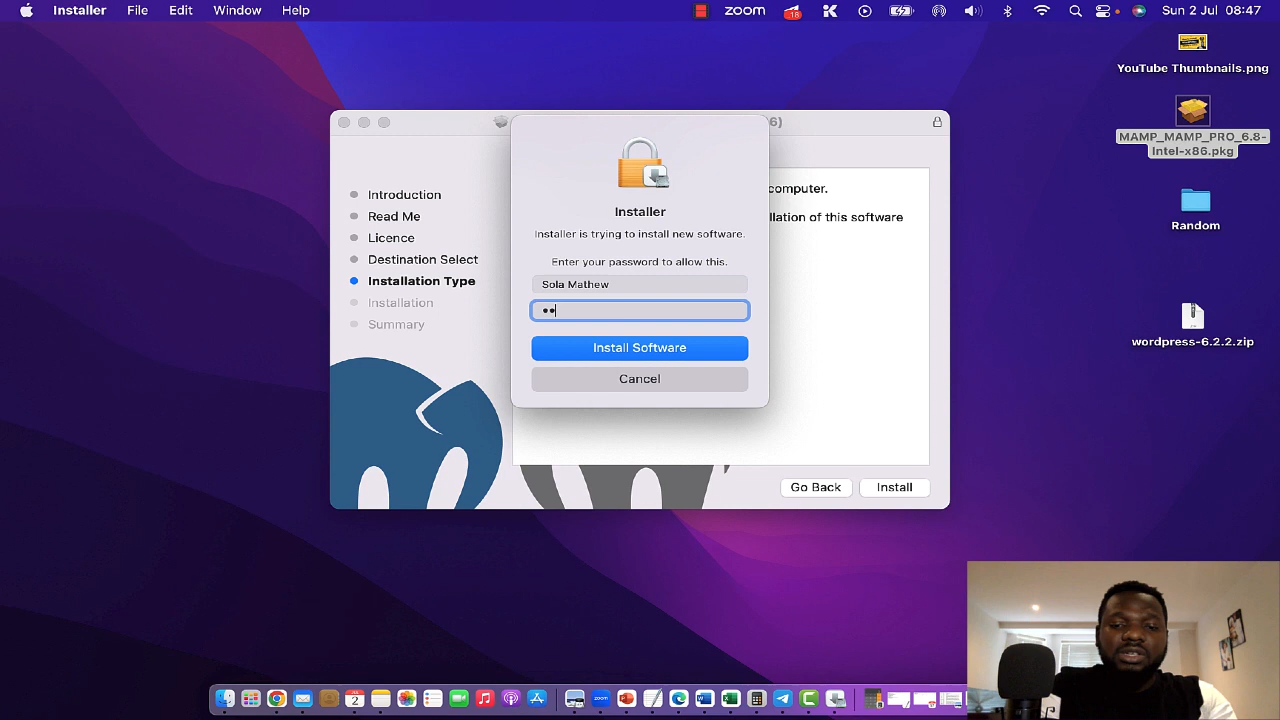 Installer File Edit Window Help zoom 18 Sun 2 Jul 08:47
YouTube Thumbnails.png
MAMP_MAMP_PRO_6.8-
Intel-x86.pkg
Random
wordpress-6.2.2.zip
6)
Introduction
Read Me
Licence
Destination Select
Installation Type
Installation
Summary
computer.
llation of this software
Installer
Installer is trying to install new software.
Enter your password to allow this.
Sola Mathew
Install Software
Cancel
Go Back Install